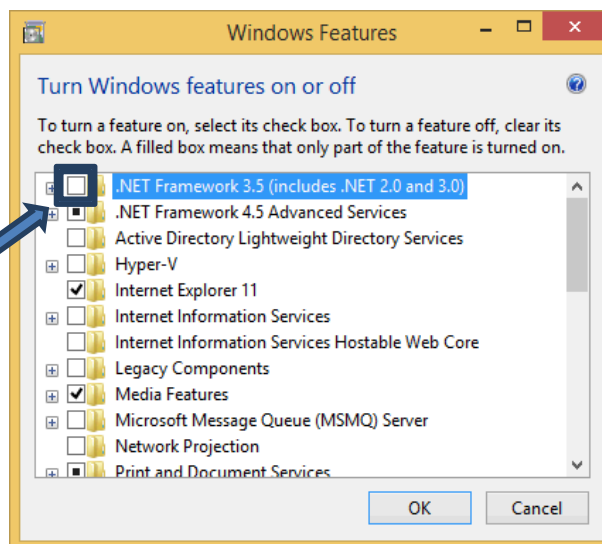 Windows Features
Turn Windows features on or off
To turn a feature on, select its check box. To turn a feature off, clear its
check box. A filled box means that only part of the feature is turned on.
.NET Framework 3.5 (includes .NET 2.0 and 3.0)
.NET Framework 4.5 Advanced Services
Active Directory Lightweight Directory Services
Hyper-V
Internet Explorer 11
Internet Information Services
Internet Information Services Hostable Web Core
Legacy Components
Media Features
Microsoft Message Queue (MSMQ) Server
Network Projection
Print and Document Services
OK Cancel